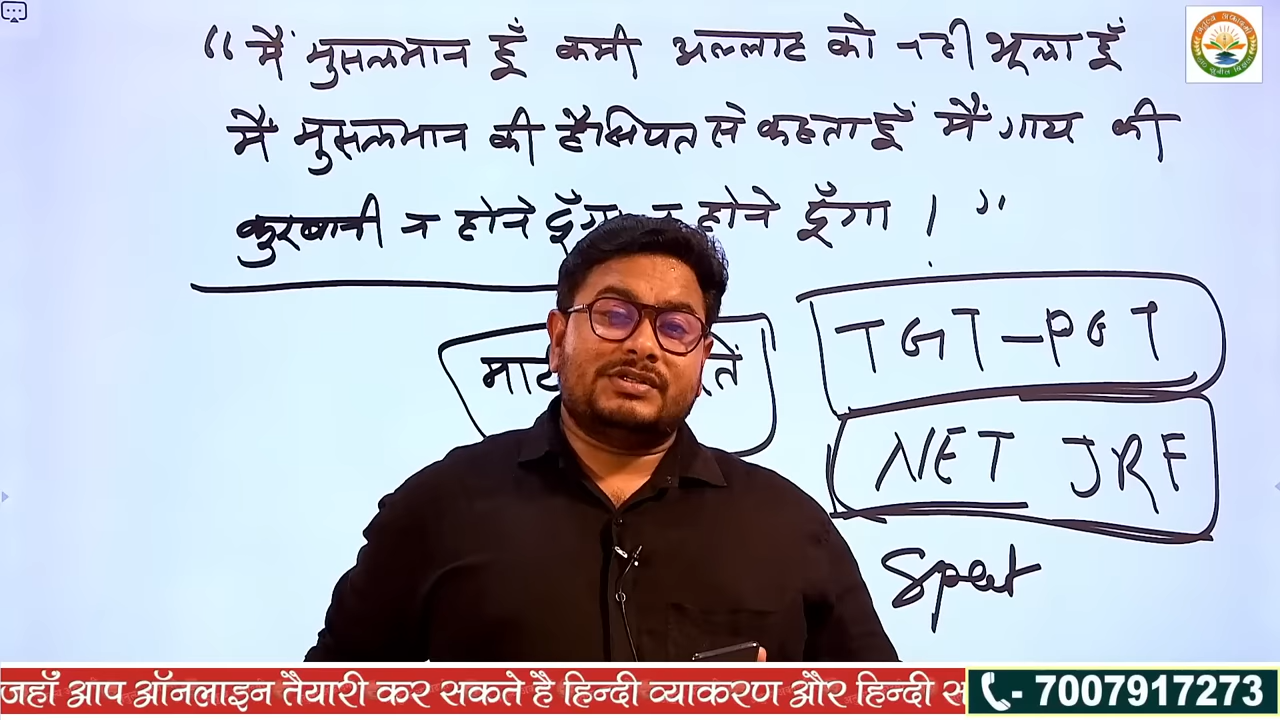 “मैं मुसलमान हूँ कभी अल्लाह को नहीं भूला हूँ
मैं मुसलमान की हैसियत से कहता हूँ मैं गाय की
कुरबानी न होने दूँगा न होने दूँगा । ”
TGT-PGT
NET JRF
जहाँ आप ऑनलाइन तैयारी कर सकते है हिन्दी व्याकरण और हिन्दी
- 7007917273